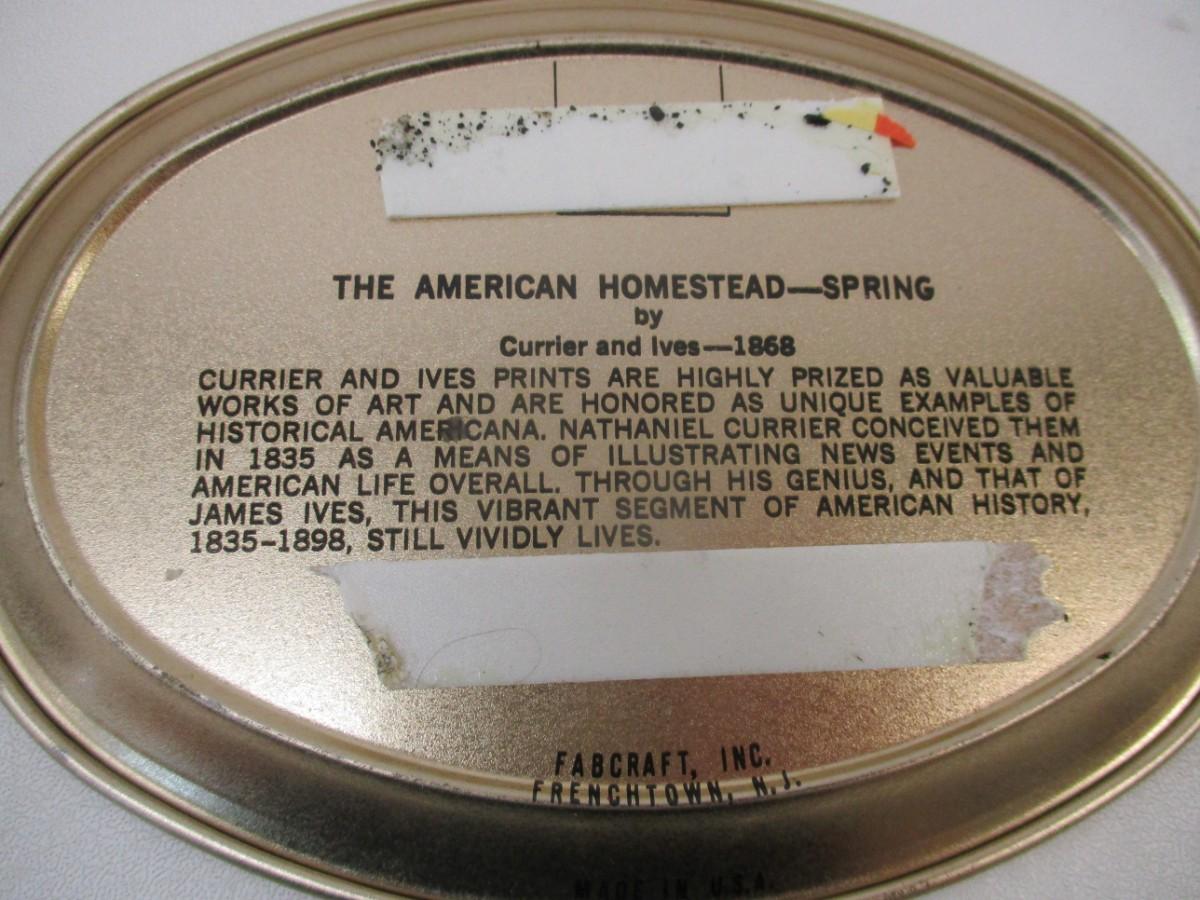 THE AMERICAN HOMESTEAD—SPRING
by
Currier and Ives—1868
CURRIER AND IVES PRINTS ARE HIGHLY PRIZED AS VALUABLE
WORKS OF ART AND ARE HONORED AS UNIQUE EXAMPLES OF
HISTORICAL AMERICANA. NATHANIEL CURRIER CONCEIVED THEM
IN 1835 AS A MEANS OF ILLUSTRATING NEWS EVENTS AND
AMERICAN LIFE OVERALL. THROUGH HIS GENIUS, AND THAT OF
JAMES IVES, THIS VIBRANT SEGMENT OF AMERICAN HISTORY,
1835-1898, STILL VIVIDLY LIVES.
FABCRAFT, INC.
FRENCHTOWN, N.J.
MADE IN U.S.A.